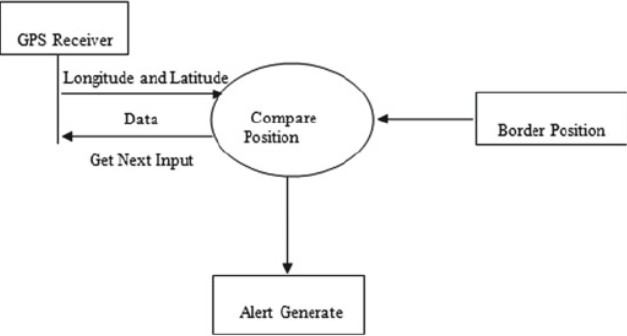 GPS Receiver
Longitude and Latitude
Data
Get Next Input
Compare
Position
Border Position
Alert Generate